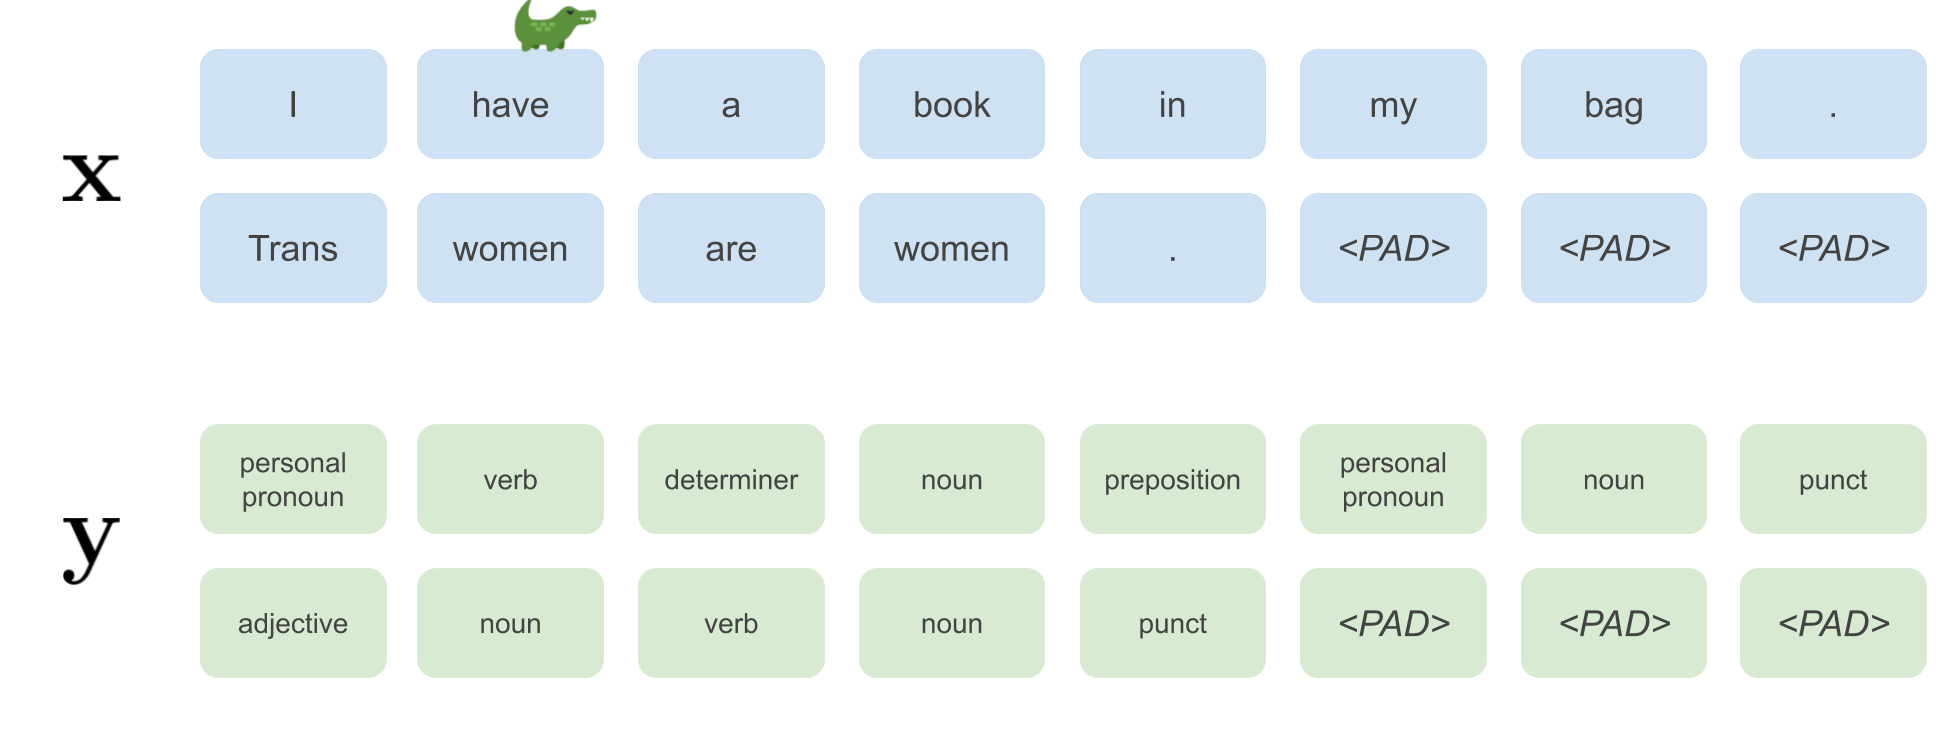 x
I have a book in my bag .
Trans women are women . <PAD> <PAD> <PAD>
y
personal pronoun verb determiner noun preposition personal pronoun noun punct
adjective noun verb noun punct <PAD> <PAD> <PAD>